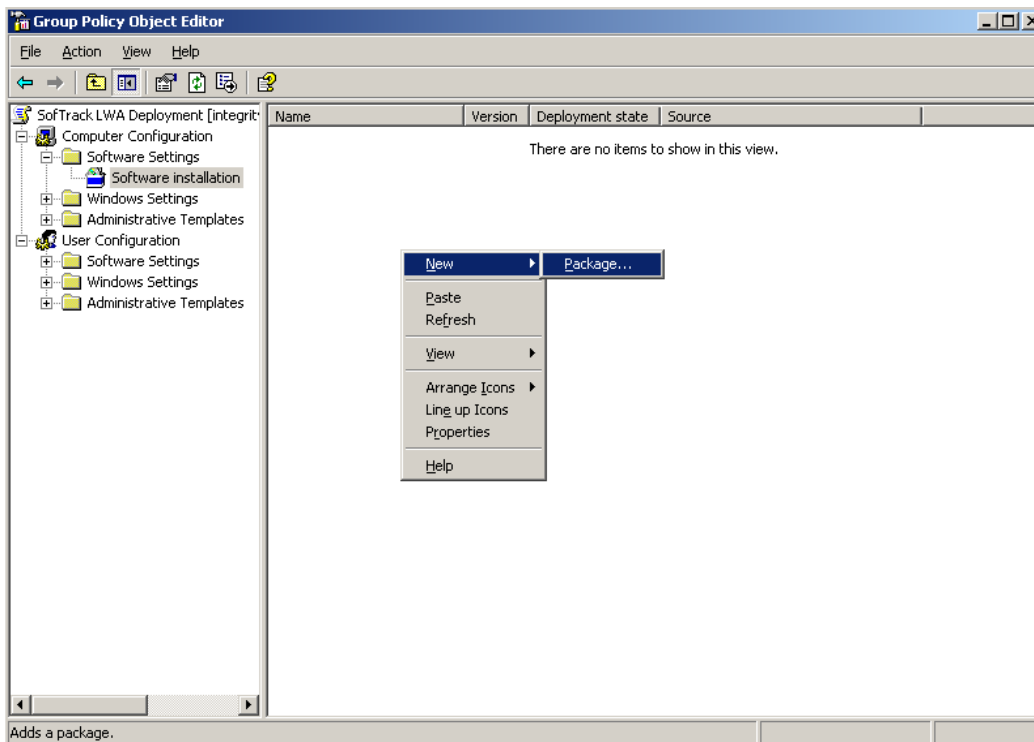 Group Policy Object Editor
File Action View Help
SofTrack LWA Deployment [integrit
Computer Configuration
Software Settings
Software installation
Windows Settings
Administrative Templates
User Configuration
Software Settings
Windows Settings
Administrative Templates
Name Version Deployment state Source
There are no items to show in this view.
New Package...
Paste
Refresh
View
Arrange Icons
Line up Icons
Properties
Help
Adds a package.